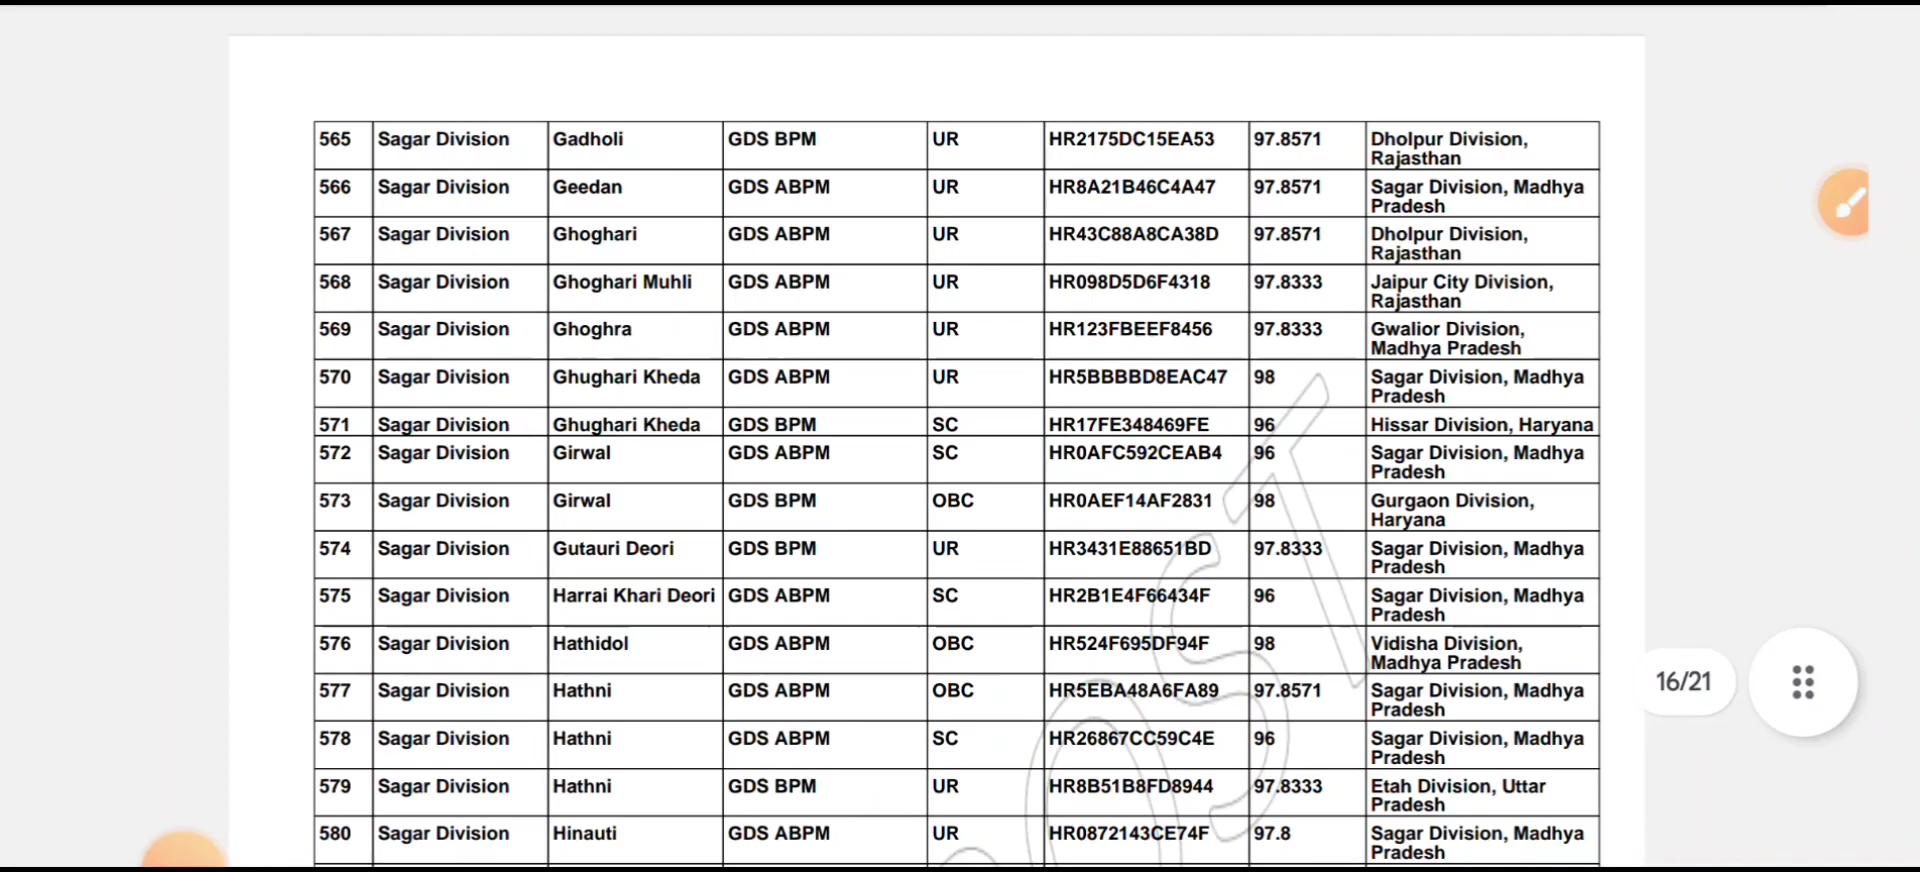 565 Sagar Division Gadholi GDS BPM UR HR2175DC15EA53 97.8571 Dholpur Division,
Rajasthan
566 Sagar Division Geedan GDS ABPM UR HR8A21B46C4A47 97.8571 Sagar Division, Madhya
Pradesh
567 Sagar Division Ghoghari GDS ABPM UR HR43C88A8CA38D 97.8571 Dholpur Division,
Rajasthan
568 Sagar Division Ghoghari Muhli GDS ABPM UR HR098D5D6F4318 97.8333 Jaipur City Division,
Rajasthan
569 Sagar Division Ghoghra GDS ABPM UR HR123FBEEF8456 97.8333 Gwalior Division,
Madhya Pradesh
570 Sagar Division Ghughari Kheda GDS ABPM UR HR5BBBBD8EAC47 98 Sagar Division, Madhya
Pradesh
571 Sagar Division Ghughari Kheda GDS BPM SC HR17FE348469FE 96 Hissar Division, Haryana
572 Sagar Division Girwal GDS ABPM SC HR0AFC592CEAB4 96 Sagar Division, Madhya
Pradesh
573 Sagar Division Girwal GDS BPM OBC HR0AEF14AF2831 98 Gurgaon Division,
Haryana
574 Sagar Division Gutauri Deori GDS BPM UR HR3431E88651BD 97.8333 Sagar Division, Madhya
Pradesh
575 Sagar Division Harrai Khari Deori GDS ABPM SC HR2B1E4F66434F 96 Sagar Division, Madhya
Pradesh
576 Sagar Division Hathidol GDS ABPM OBC HR524F695DF94F 98 Vidisha Division,
Madhya Pradesh
577 Sagar Division Hathni GDS ABPM OBC HR5EBA48A6FA89 97.8571 Sagar Division, Madhya
Pradesh
578 Sagar Division Hathni GDS ABPM SC HR26867CC59C4E 96 Sagar Division, Madhya
Pradesh
579 Sagar Division Hathni GDS BPM UR HR8B51B8FD8944 97.8333 Etah Division, Uttar
Pradesh
580 Sagar Division Hinauti GDS ABPM UR HR0872143CE74F 97.8 Sagar Division, Madhya
Pradesh
16/21
OST